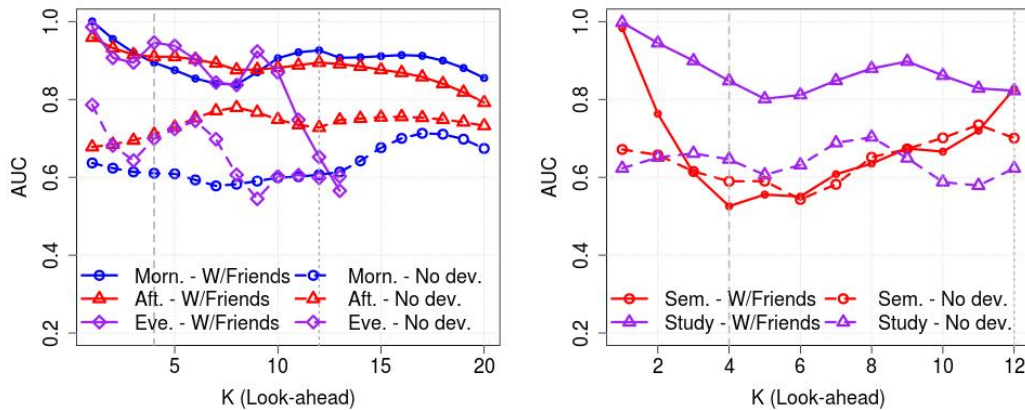 1.0
0.8
0.6
0.4
0.2
AUC
Morn. - W/Friends
Aft. - W/Friends
Eve. - W/Friends
Morn. - No dev.
Aft. - No dev.
Eve. - No dev.
5 10 15 20
K (Look-ahead)
1.0
0.8
0.6
0.4
0.2
AUC
Sem. - W/Friends
Study - W/Friends
Sem. - No dev.
Study - No dev.
2 4 6 8 10 12
K (Look-ahead)